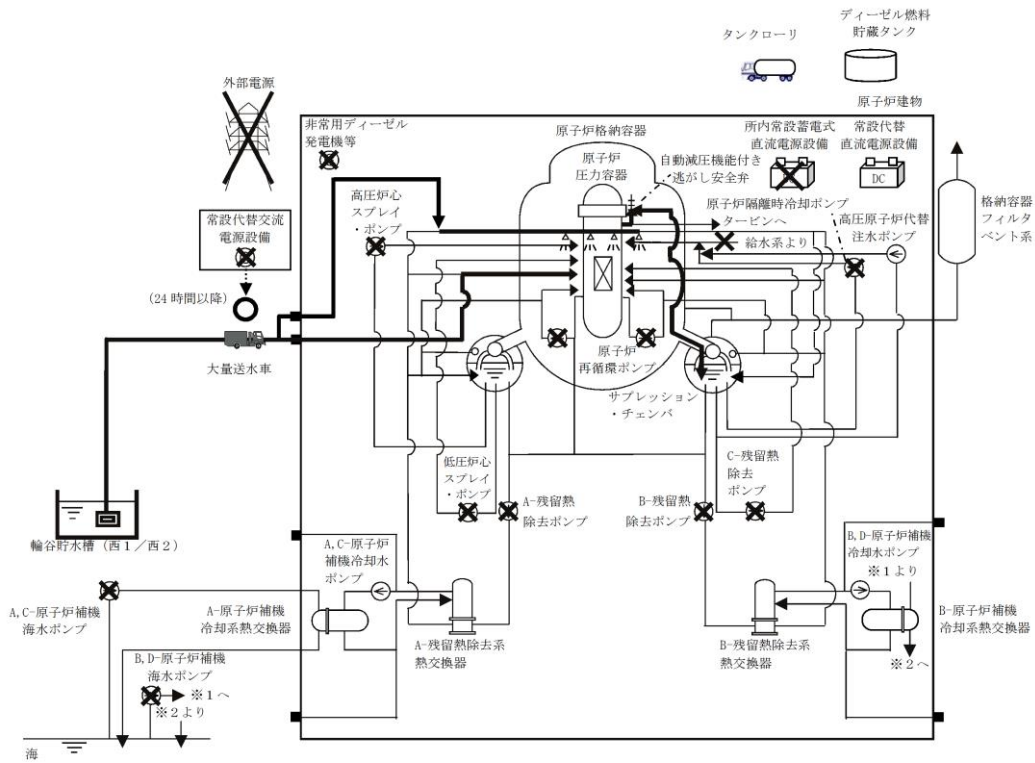 タンクローリ
ディーゼル燃料
貯蔵タンク
外部電源
原子炉建物
非常用ディーゼル
発電機等
原子炉格納容器
所内常設蓄電式
直流電源設備
常設代替
直流電源設備
DC
原子炉
圧力容器
自動減圧機能付き
逃がし安全弁
高圧炉心
スプレイ
・ポンプ
原子炉隔離時冷却ポンプ
タービンへ
高圧原子炉代替
注水ポンプ
給水系より
格納容器
フィルタ
ベント系
常設代替交流
電源設備
(24時間以降)
大量送水車
原子炉
再循環ポンプ
サプレッション
・チェンバ
低圧炉心
スプレイ
・ポンプ
A-残留熱
除去ポンプ
B-残留熱
除去ポンプ
C-残留熱
除去
ポンプ
輪谷貯水槽（西1／西2）
A,C-原子炉
補機冷却水
ポンプ
B,D-原子炉補機
冷却水ポンプ
※1より
A,C-原子炉補機
海水ポンプ
A-原子炉補機
冷却系熱交換器
A-残留熱除去系
熱交換器
B-残留熱除去系
熱交換器
B-原子炉補機
冷却系熱交換器
※2へ
B,D-原子炉補機
海水ポンプ
※1へ
※2より
海